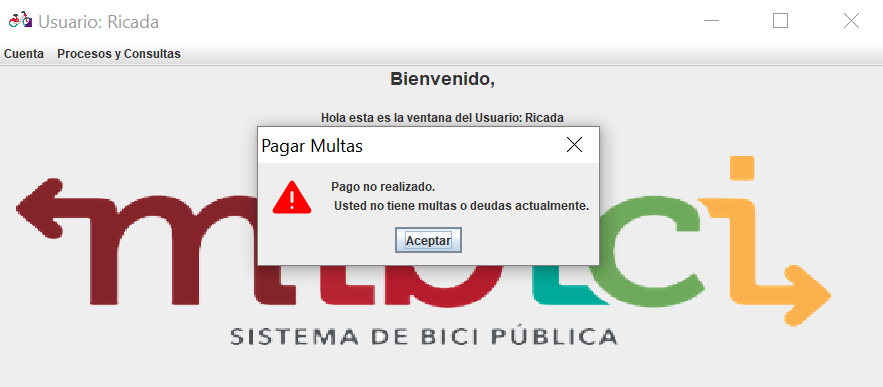 Usuario: Ricada
Cuenta Procesos y Consultas
Bienvenido,
Hola esta es la ventana del Usuario: Ricada
Pagar Multas
Pago no realizado.
Usted no tiene multas o deudas actualmente.
Aceptar
mibici
SISTEMA DE BICI PÚBLICA